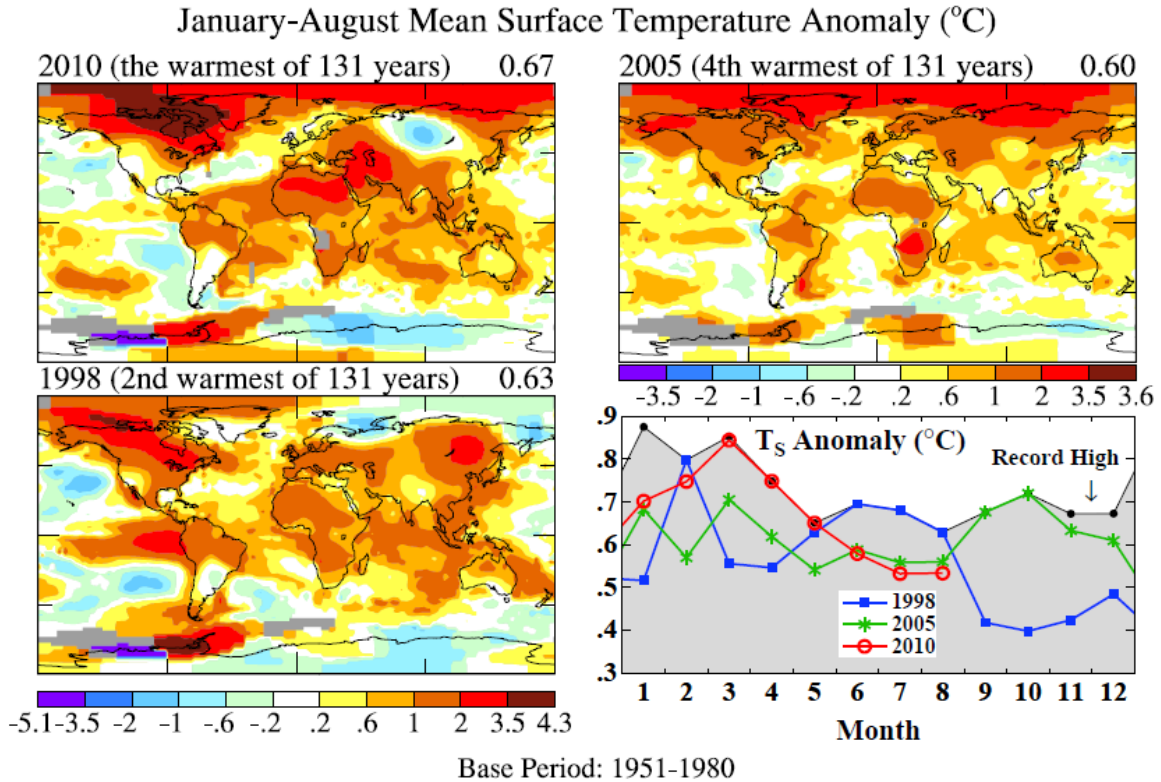 January-August Mean Surface Temperature Anomaly (°C)
2010 (the warmest of 131 years) 0.67
2005 (4th warmest of 131 years) 0.60
1998 (2nd warmest of 131 years) 0.63
-3.5 -2 -1 -.6 -.2 .2 .6 1 2 3.5 3.6
-5.1 -3.5 -2 -1 -.6 -.2 .2 .6 1 2 3.5 4.3
T_S Anomaly (°C)
Record High
↓
.9
.8
.7
.6
.5
.4
.3
1998
2005
2010
1 2 3 4 5 6 7 8 9 10 11 12
Month
Base Period: 1951-1980